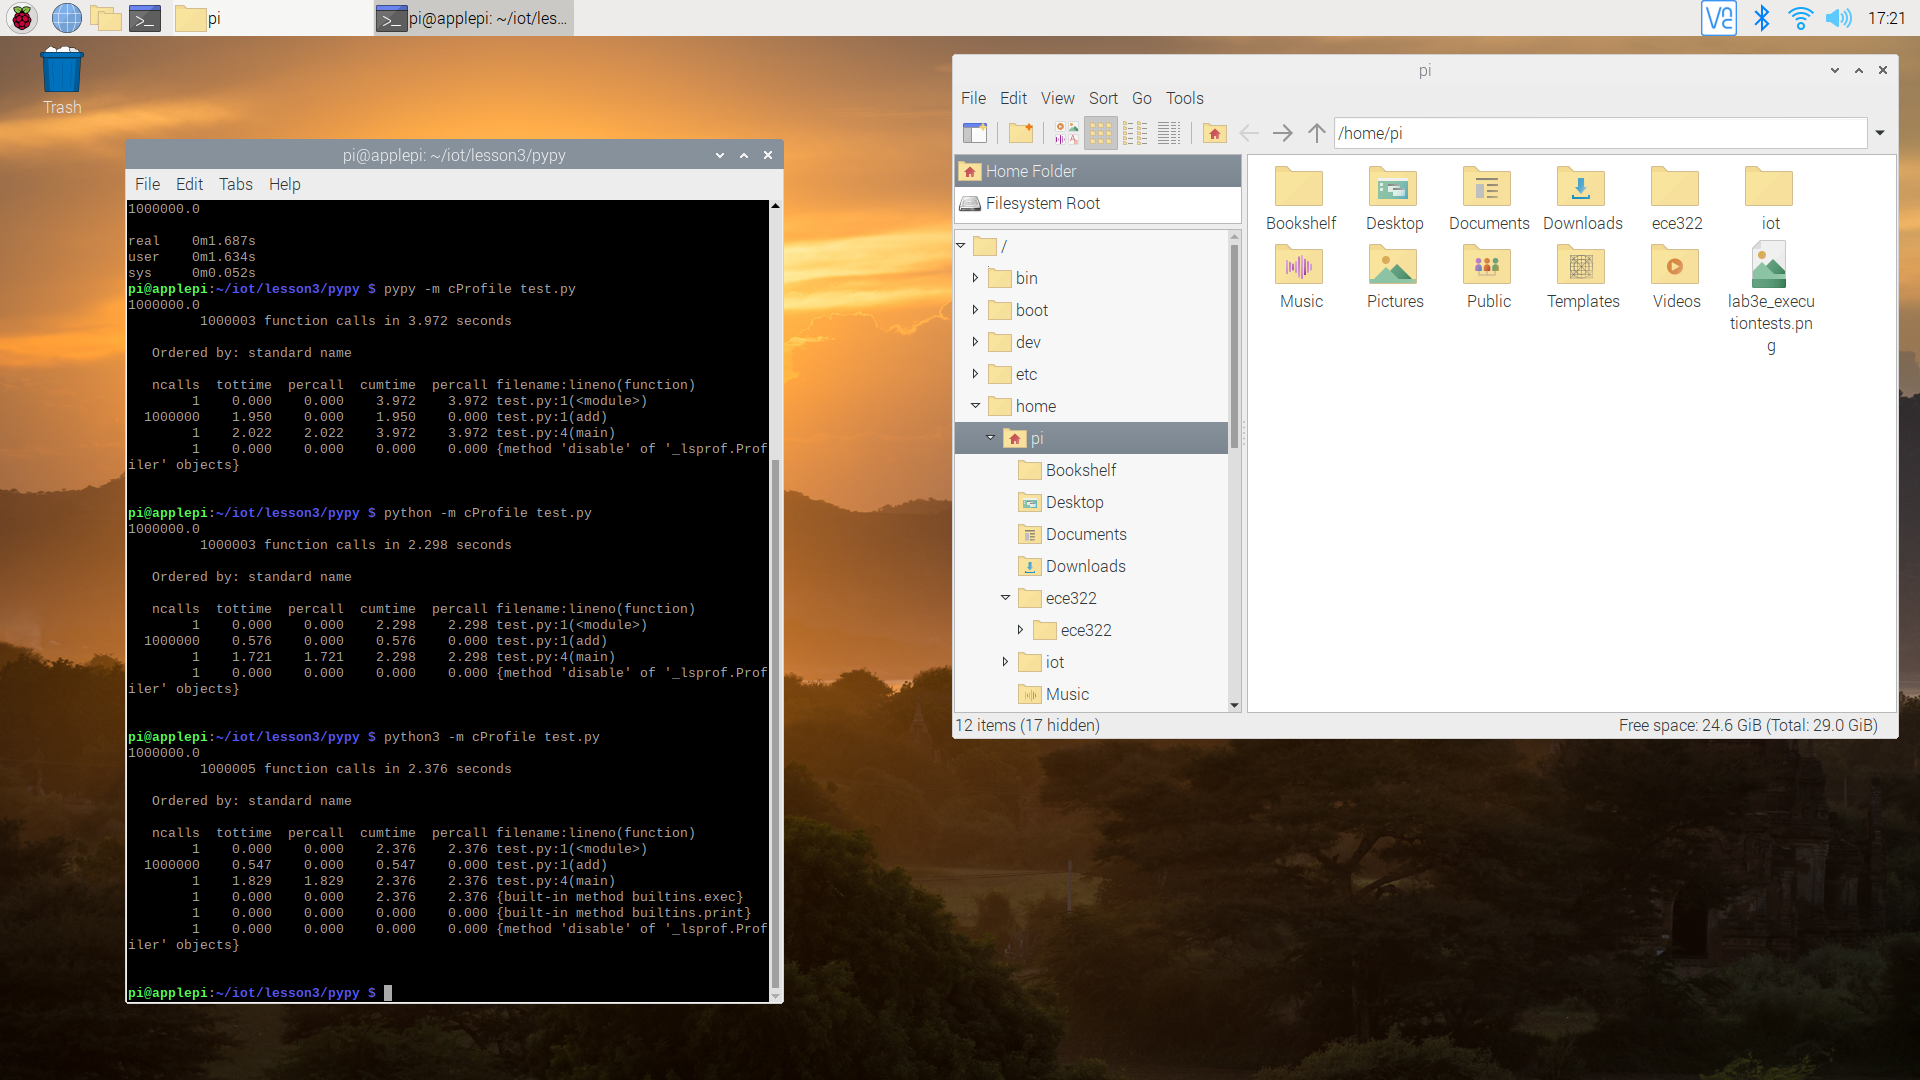 pi
pi@applepi: ~/iot/les...
17:21
Trash
pi@applepi: ~/iot/lesson3/pypy
File Edit Tabs Help
1000000.0
real    0m1.687s
user    0m1.634s
sys     0m0.052s
pi@applepi:~/iot/lesson3/pypy $ pypy -m cProfile test.py
1000000.0
         1000003 function calls in 3.972 seconds
   Ordered by: standard name
   ncalls  tottime  percall  cumtime  percall filename:lineno(function)
        1    0.000    0.000    3.972    3.972 test.py:1(<module>)
  1000000    1.950    0.000    1.950    0.000 test.py:1(add)
        1    2.022    2.022    3.972    3.972 test.py:4(main)
        1    0.000    0.000    0.000    0.000 {method 'disable' of '_lsprof.Prof
iler' objects}
pi@applepi:~/iot/lesson3/pypy $ python -m cProfile test.py
1000000.0
         1000003 function calls in 2.298 seconds
   Ordered by: standard name
   ncalls  tottime  percall  cumtime  percall filename:lineno(function)
        1    0.000    0.000    2.298    2.298 test.py:1(<module>)
  1000000    0.576    0.000    0.576    0.000 test.py:1(add)
        1    1.721    1.721    2.298    2.298 test.py:4(main)
        1    0.000    0.000    0.000    0.000 {method 'disable' of '_lsprof.Prof
iler' objects}
pi@applepi:~/iot/lesson3/pypy $ python3 -m cProfile test.py
1000000.0
         1000005 function calls in 2.376 seconds
   Ordered by: standard name
   ncalls  tottime  percall  cumtime  percall filename:lineno(function)
        1    0.000    0.000    2.376    2.376 test.py:1(<module>)
  1000000    0.547    0.000    0.547    0.000 test.py:1(add)
        1    1.829    1.829    2.376    2.376 test.py:4(main)
        1    0.000    0.000    2.376    2.376 {built-in method builtins.exec}
        1    0.000    0.000    0.000    0.000 {built-in method builtins.print}
        1    0.000    0.000    0.000    0.000 {method 'disable' of '_lsprof.Prof
iler' objects}
pi@applepi:~/iot/lesson3/pypy $
pi
File Edit View Sort Go Tools
/home/pi
Home Folder
Filesystem Root
/
bin
boot
dev
etc
home
pi
Bookshelf
Desktop
Documents
Downloads
ece322
ece322
iot
Music
Bookshelf Desktop Documents Downloads ece322 iot
Music Pictures Public Templates Videos lab3e_execu
tiontests.pn
g
12 items (17 hidden)
Free space: 24.6 GiB (Total: 29.0 GiB)